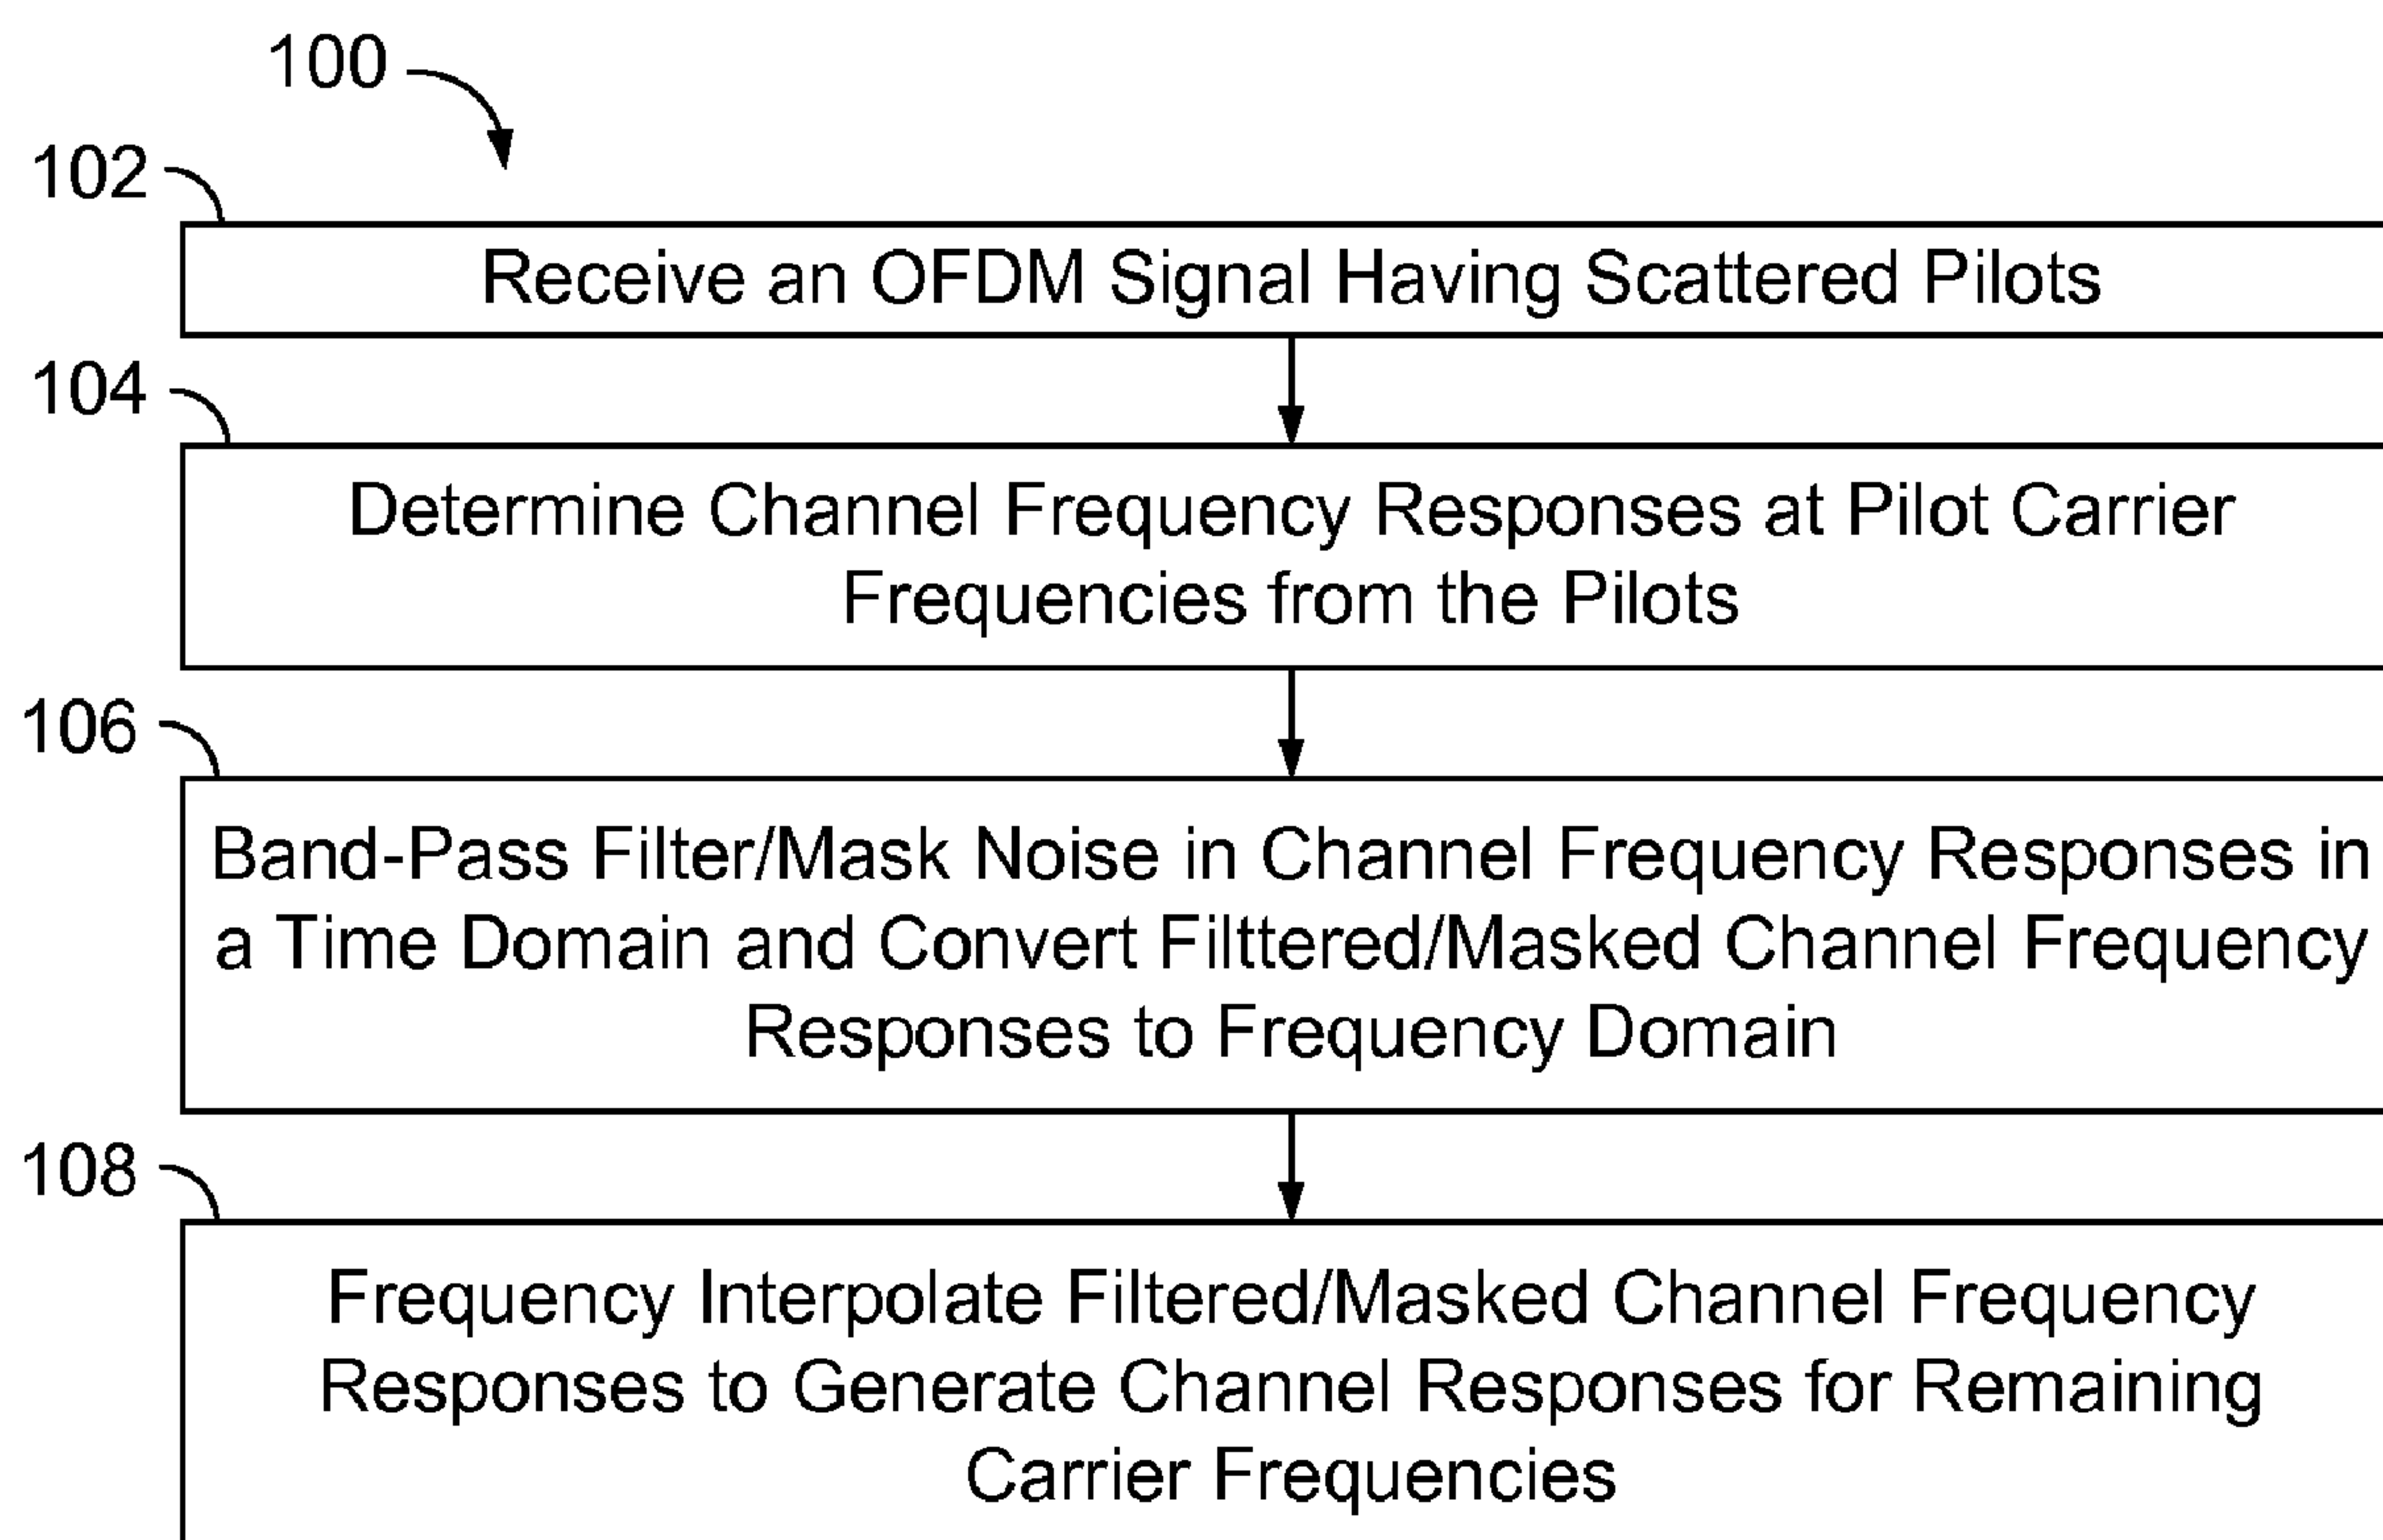 100
102
Receive an OFDM Signal Having Scattered Pilots
104
Determine Channel Frequency Responses at Pilot Carrier
Frequencies from the Pilots
106
Band-Pass Filter/Mask Noise in Channel Frequency Responses in
a Time Domain and Convert Filttered/Masked Channel Frequency
Responses to Frequency Domain
108
Frequency Interpolate Filtered/Masked Channel Frequency
Responses to Generate Channel Responses for Remaining
Carrier Frequencies